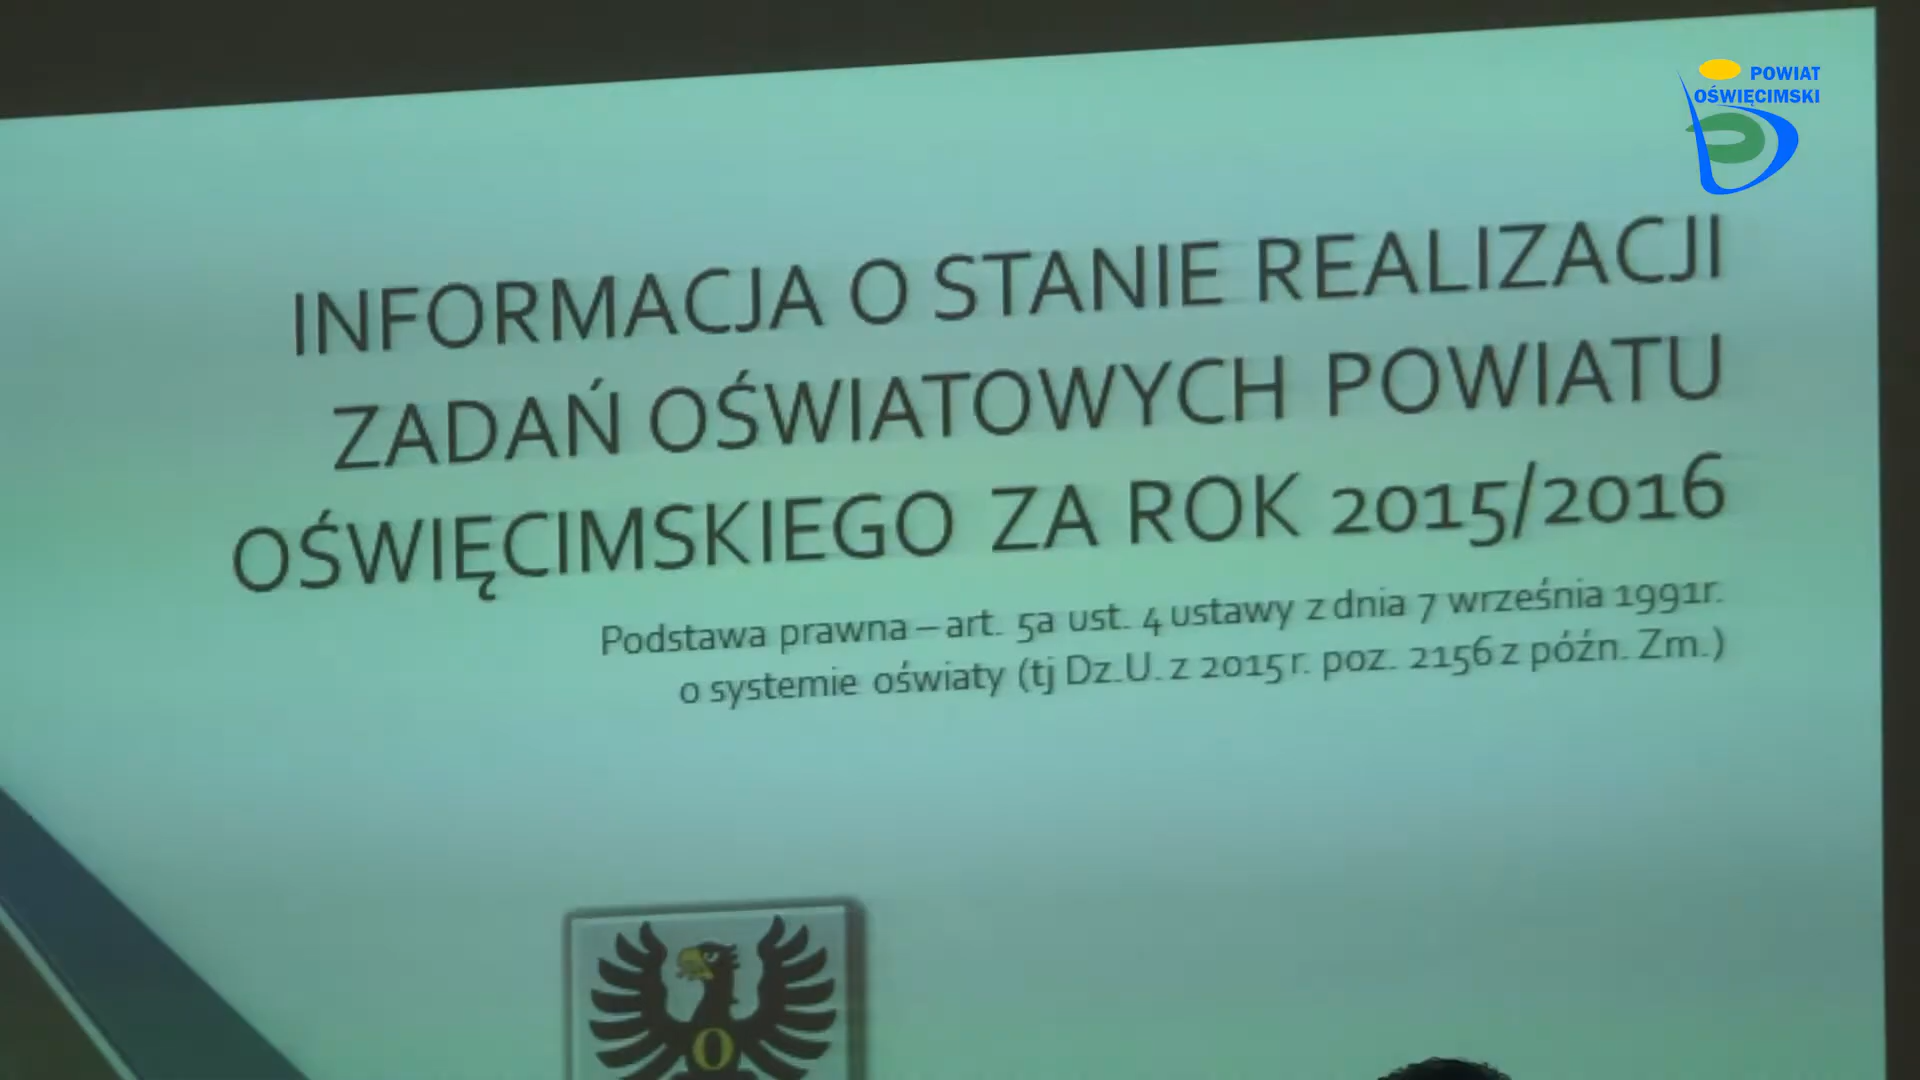 POWIAT
OŚWIĘCIMSKI
INFORMACJA O STANIE REALIZACJI
ZADAŃ OŚWIATOWYCH POWIATU
OŚWIĘCIMSKIEGO ZA ROK 2015/2016
Podstawa prawna – art. 5a ust. 4 ustawy z dnia 7 września 1991r.
o systemie oświaty (tj Dz.U. z 2015 r. poz. 2156 z późn. Zm.)
O